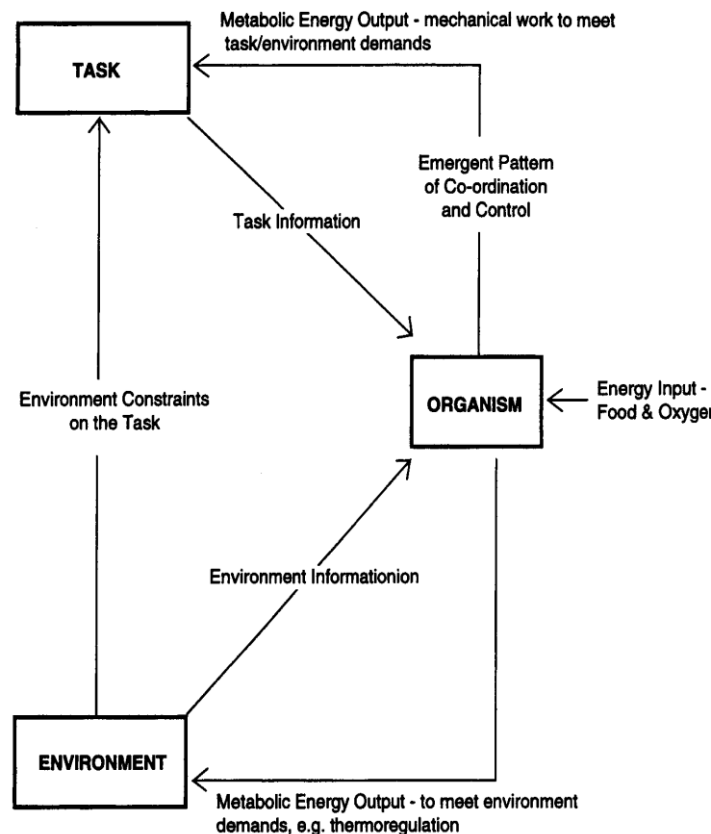 Metabolic Energy Output - mechanical work to meet
task/environment demands
TASK
Emergent Pattern
of Co-ordination
and Control
Task Information
Environment Constraints
on the Task
ORGANISM
Energy Input -
Food & Oxygen
Environment Informationion
ENVIRONMENT
Metabolic Energy Output - to meet environment
demands, e.g. thermoregulation